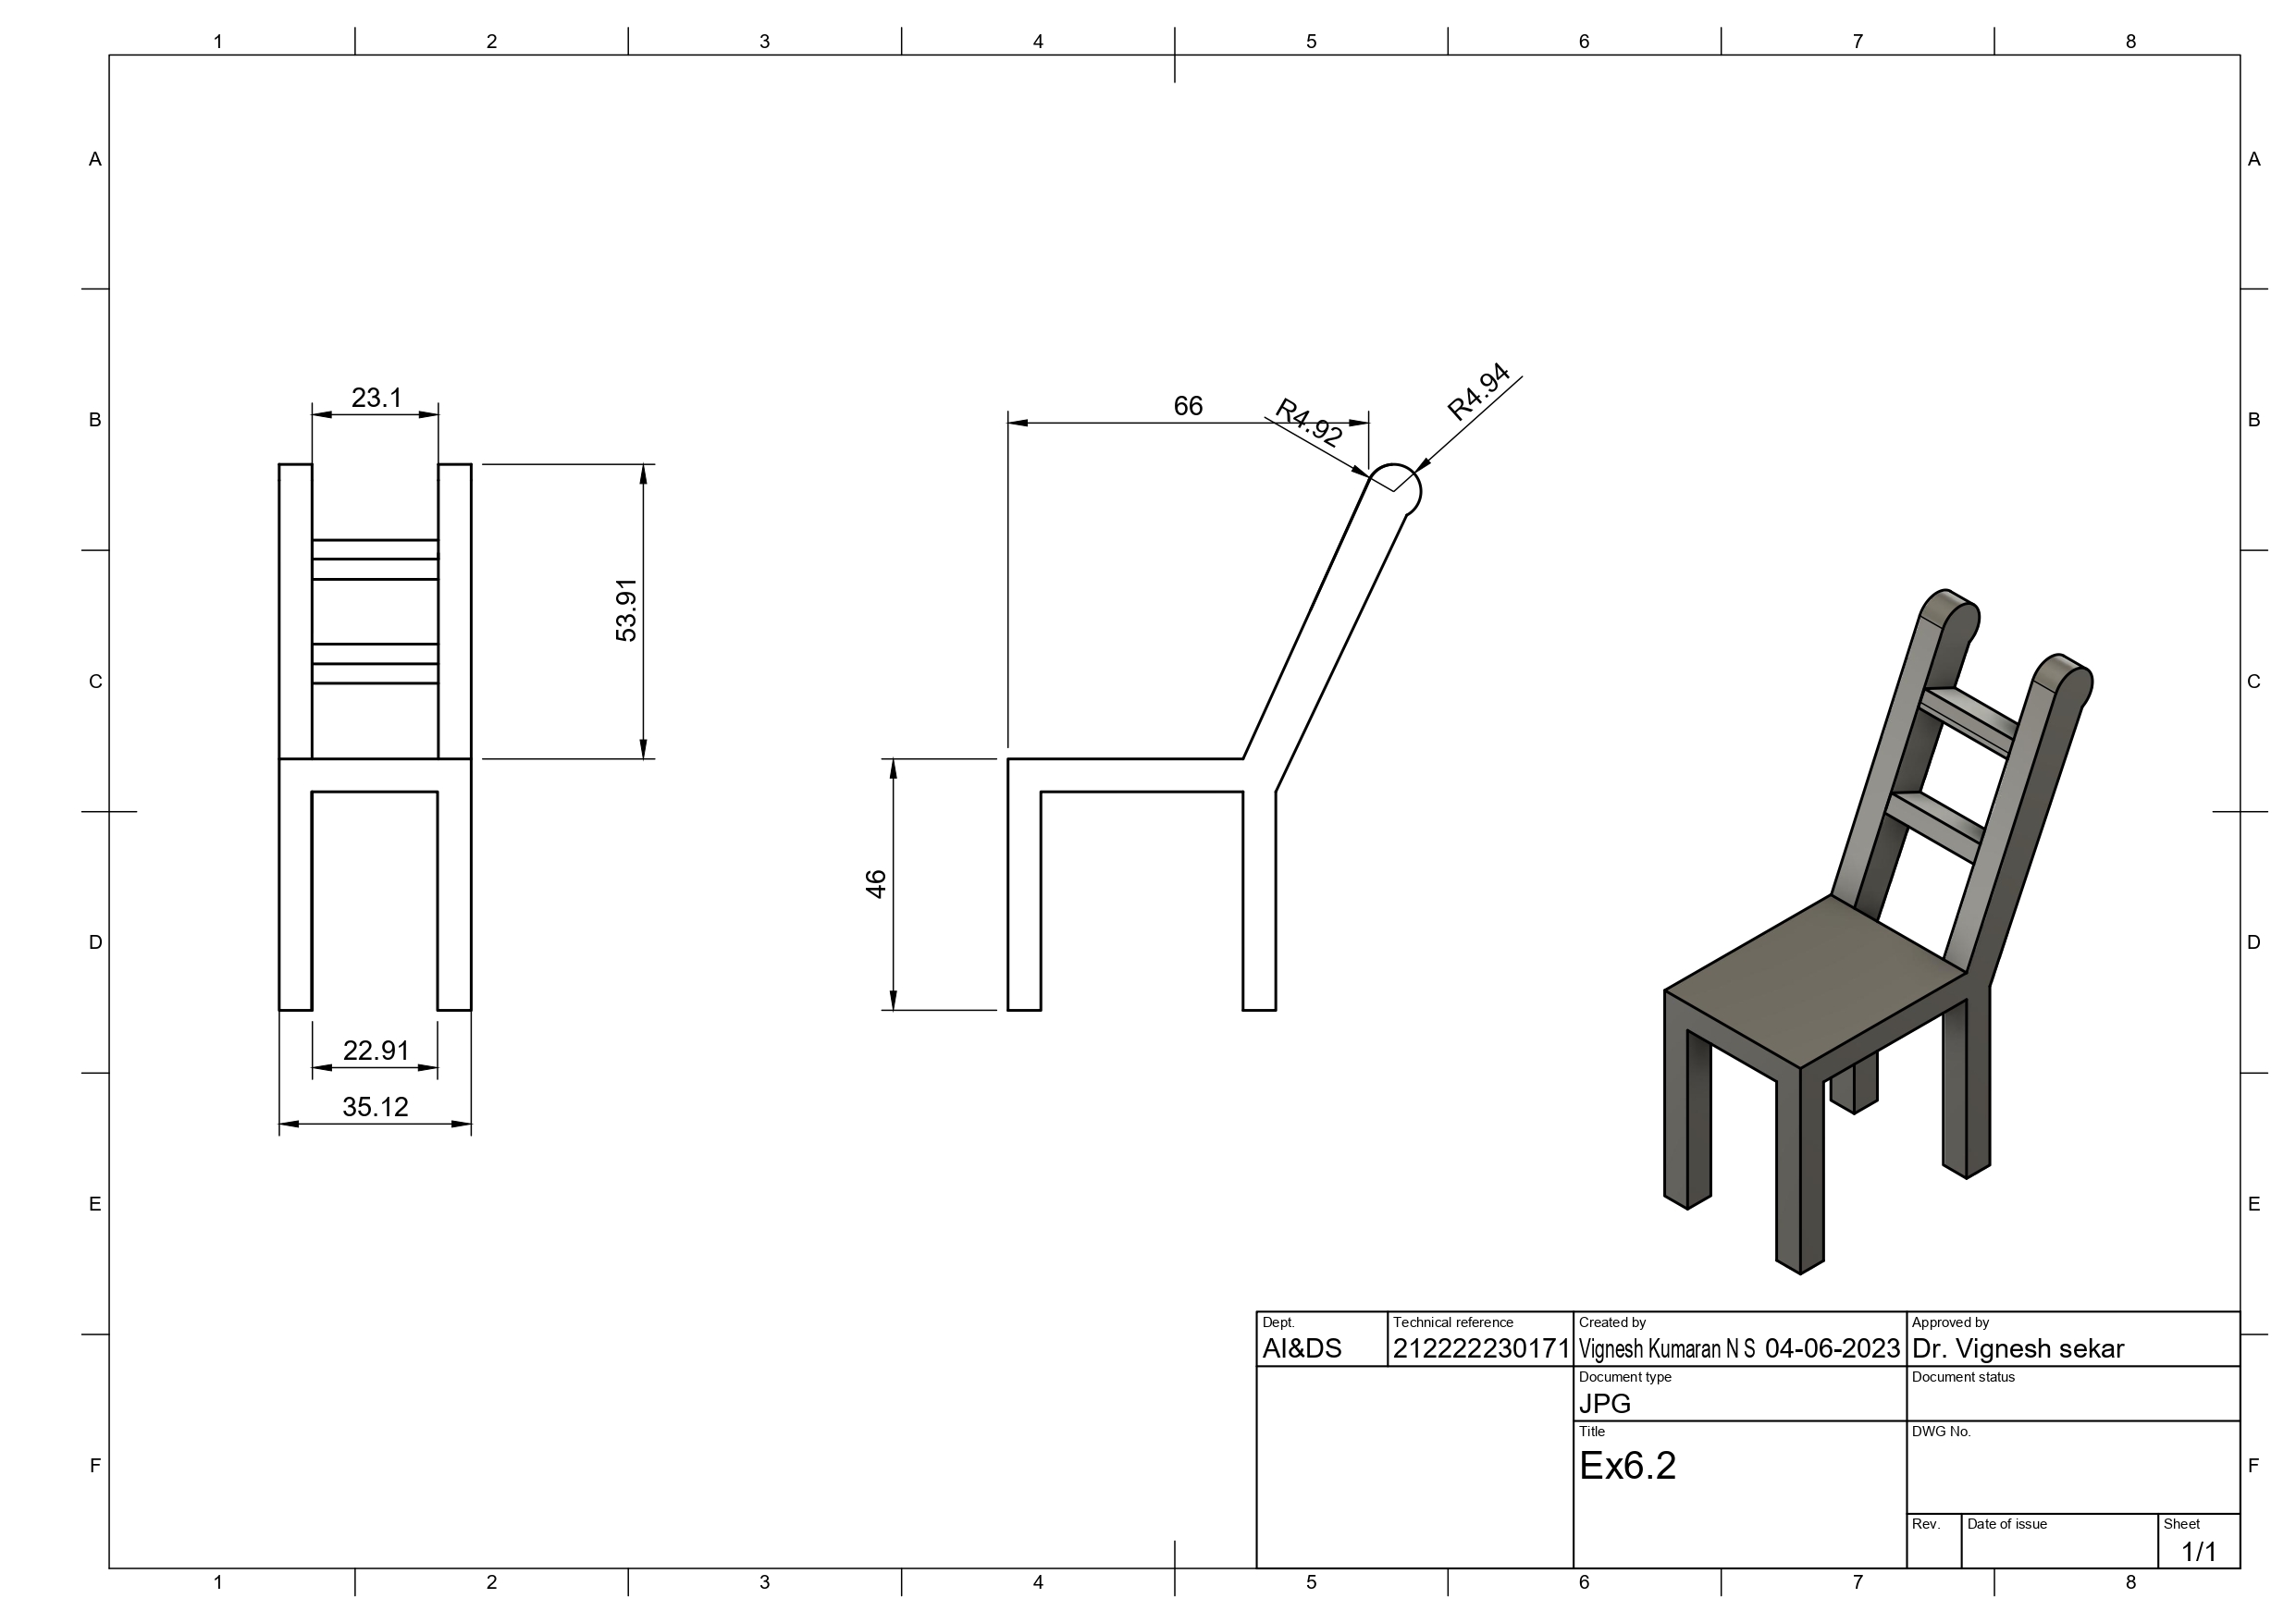 1 2 3 4 5 6 7 8
A A
B B
C C
D D
E E
F F
23.1
53.91
22.91
35.12
66
R4.92
R4.94
46
Dept.
AI&DS
Technical reference
212222230171
Created by
Vignesh Kumaran N S 04-06-2023
Approved by
Dr. Vignesh sekar
Document type
JPG
Document status
Title
Ex6.2
DWG No.
Rev.
Date of issue
Sheet
1/1
1 2 3 4 5 6 7 8